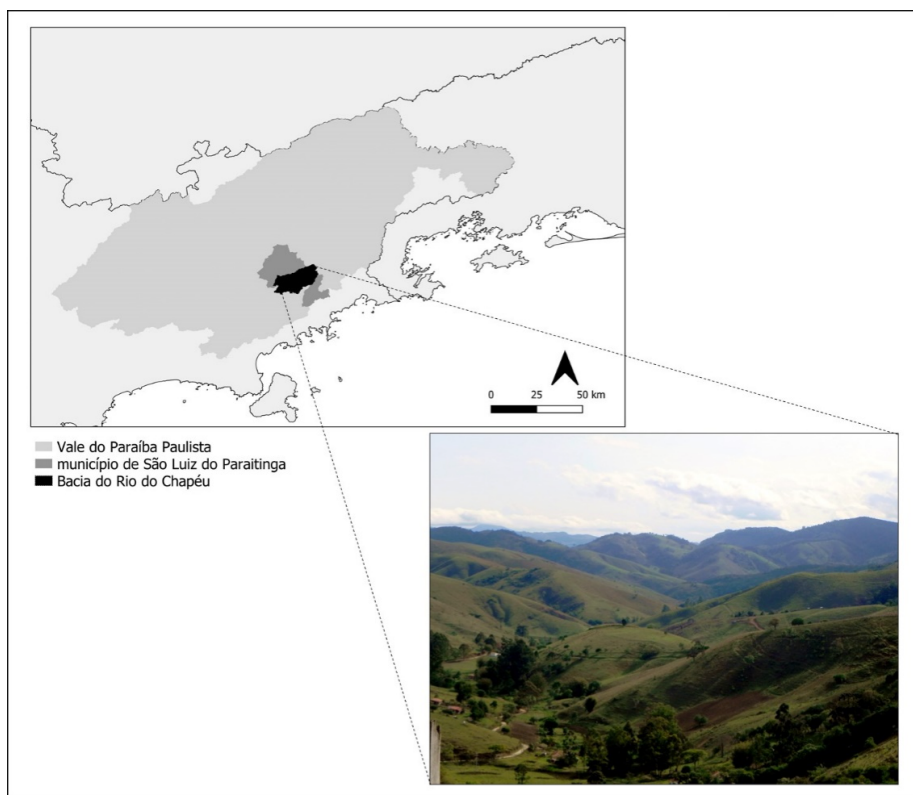 0 25 50 km
Vale do Paraíba Paulista
município de São Luiz do Paraitinga
Bacia do Rio do Chapéu